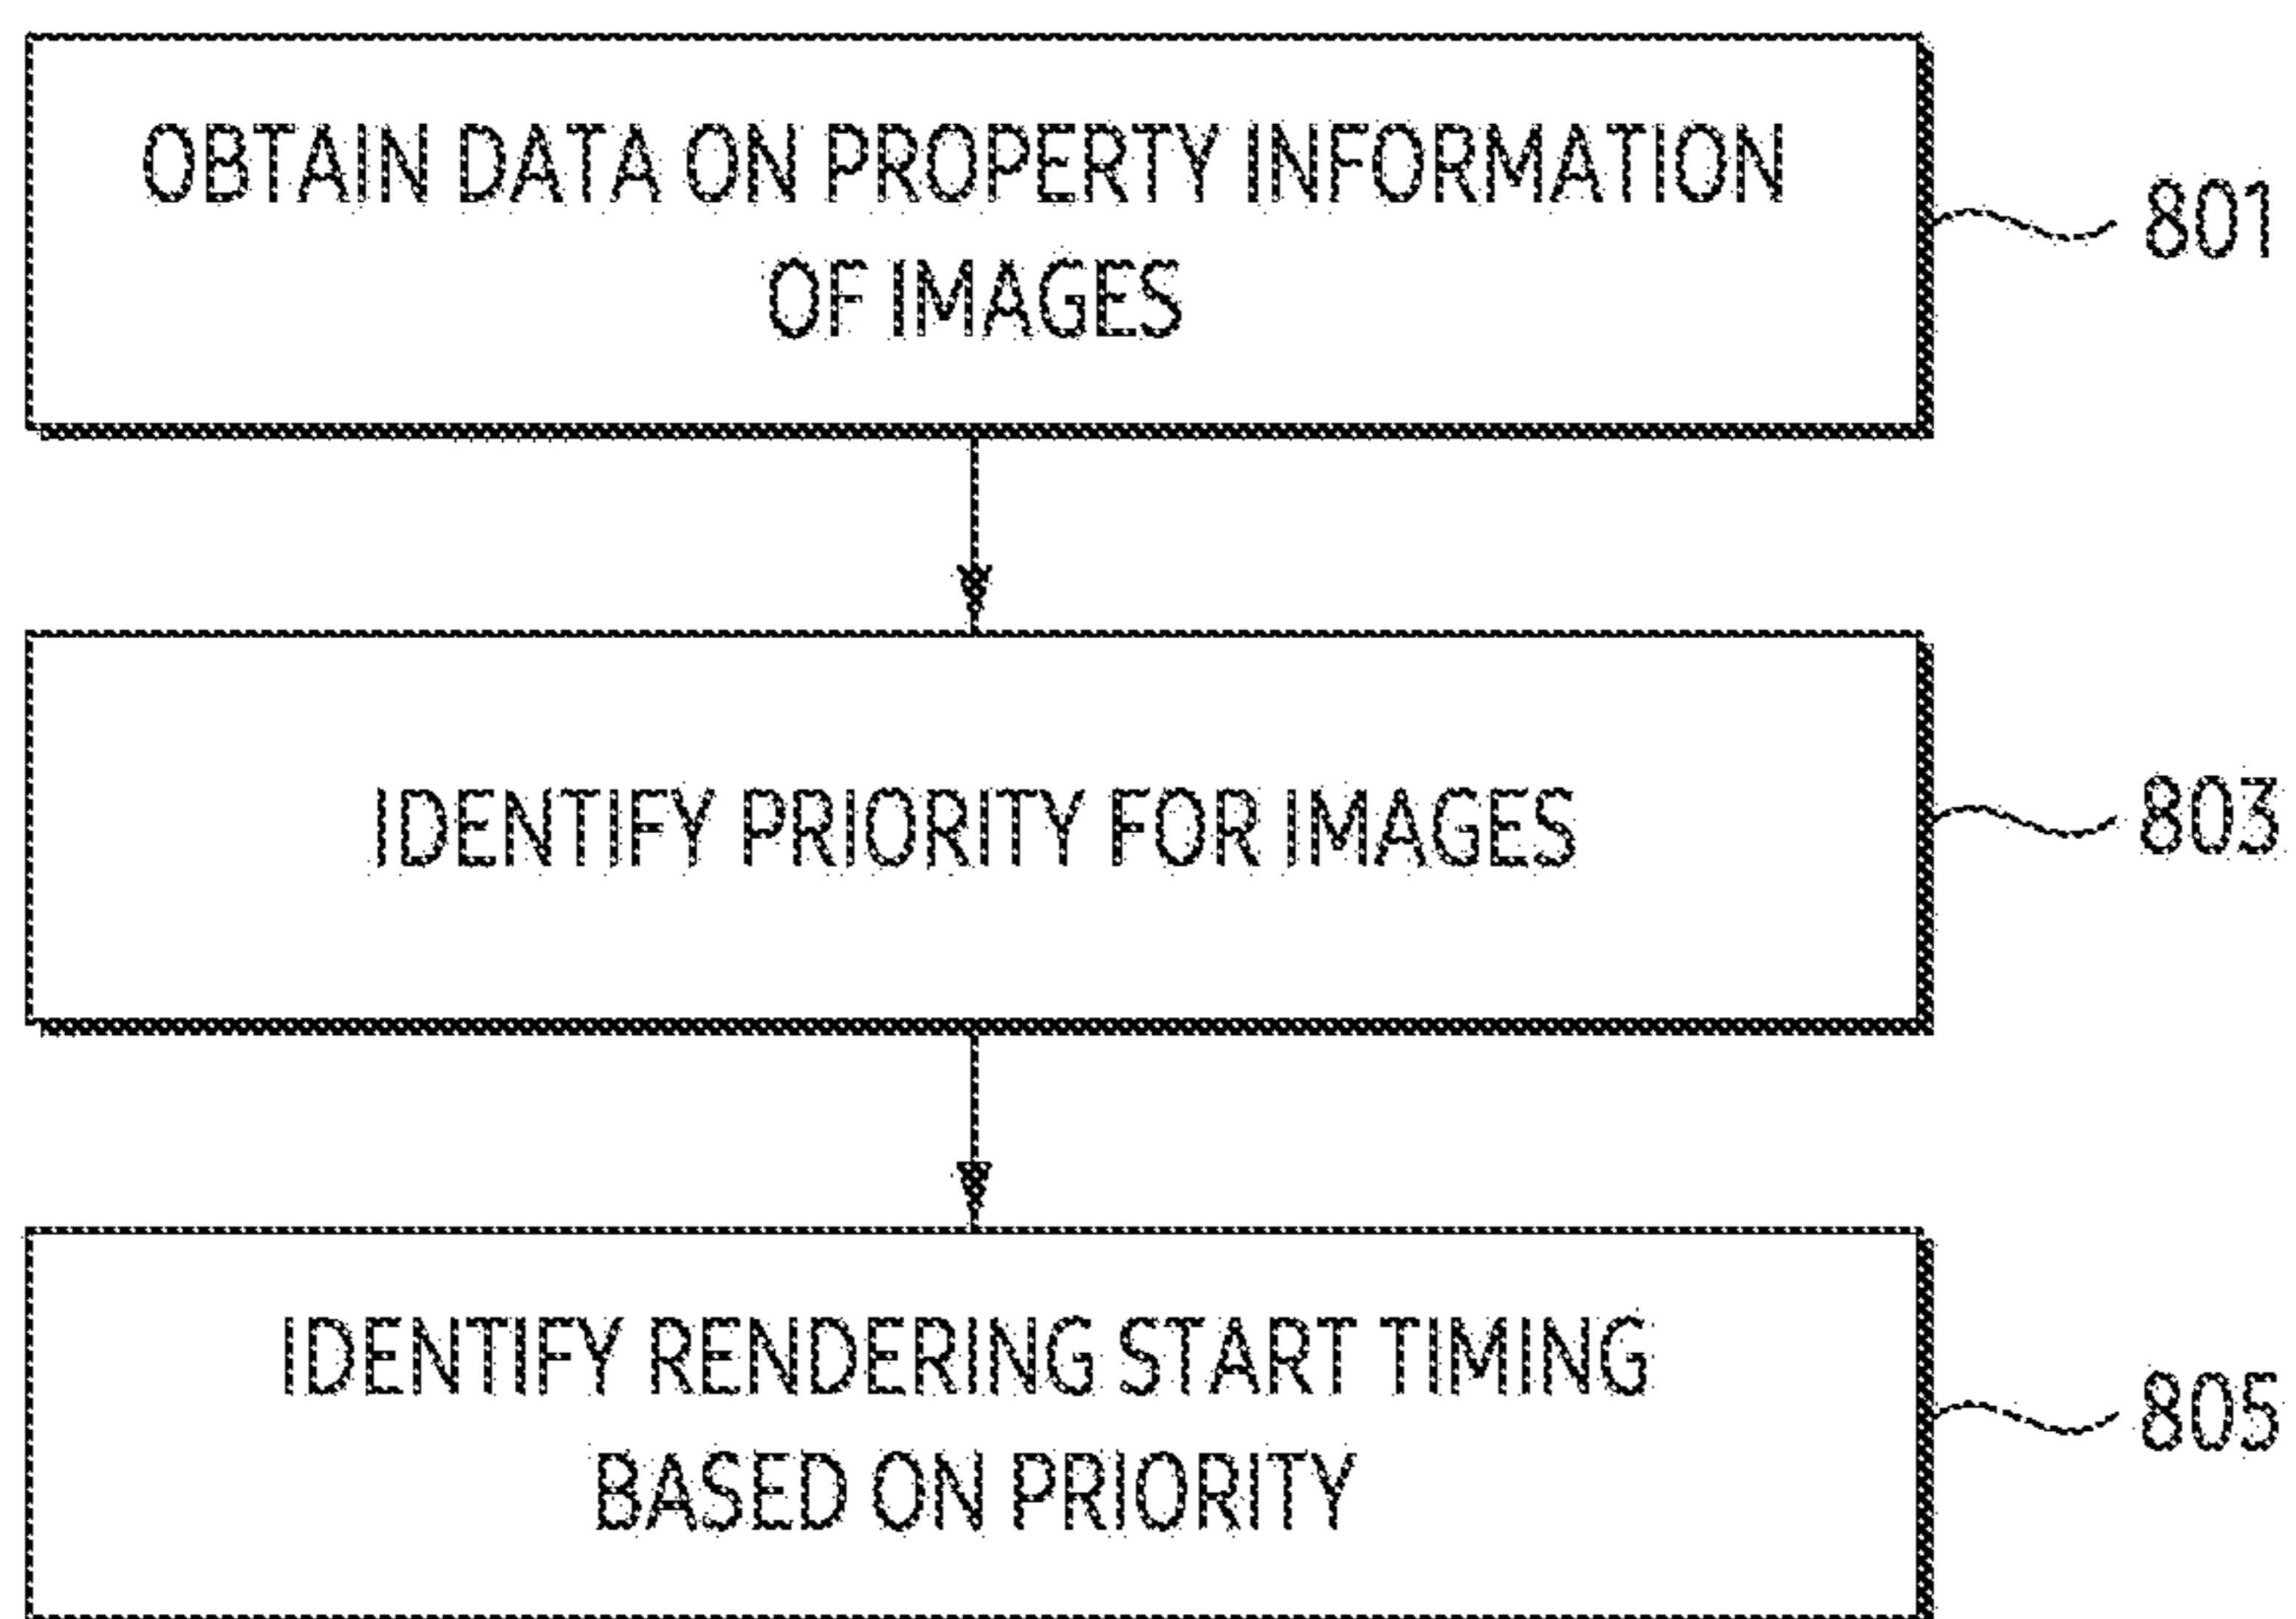 OBTAIN DATA ON PROPERTY INFORMATION
OF IMAGES
801
IDENTIFY PRIORITY FOR IMAGES
803
IDENTIFY RENDERING START TIMING
BASED ON PRIORITY
805